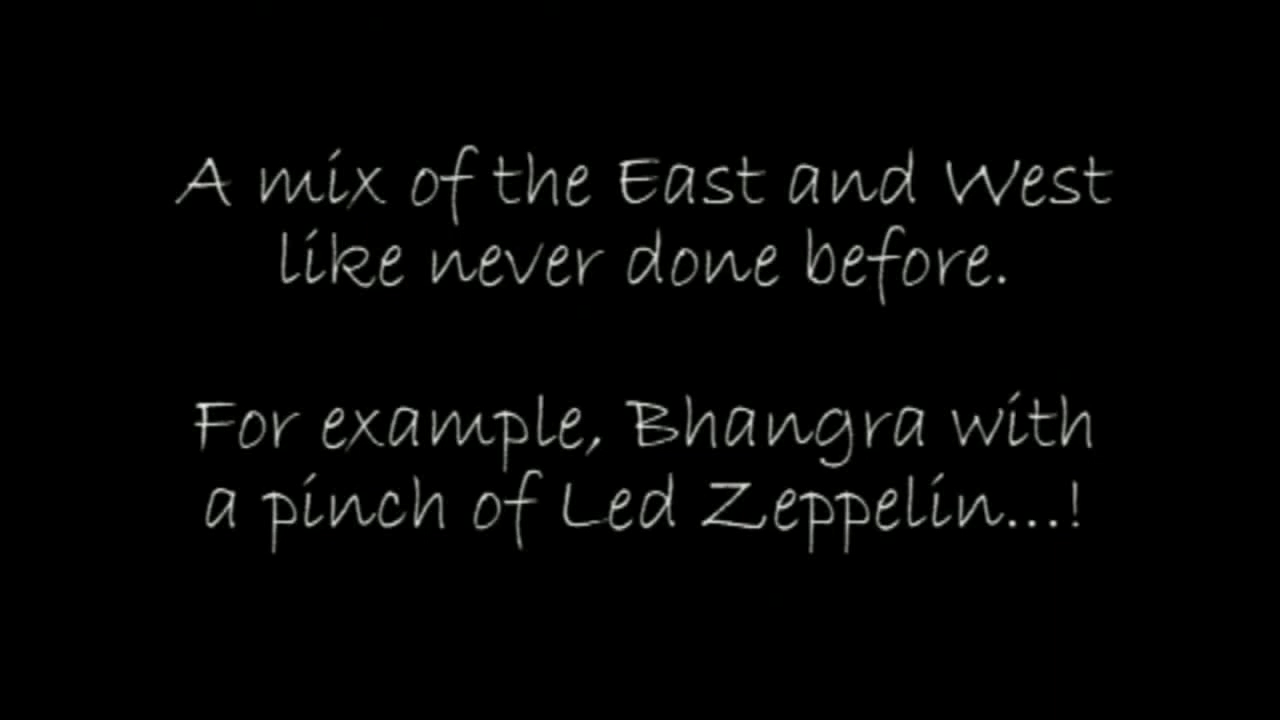 A mix of the East and West
like never done before.
For example, Bhangra with
a pinch of Led Zeppelin...!